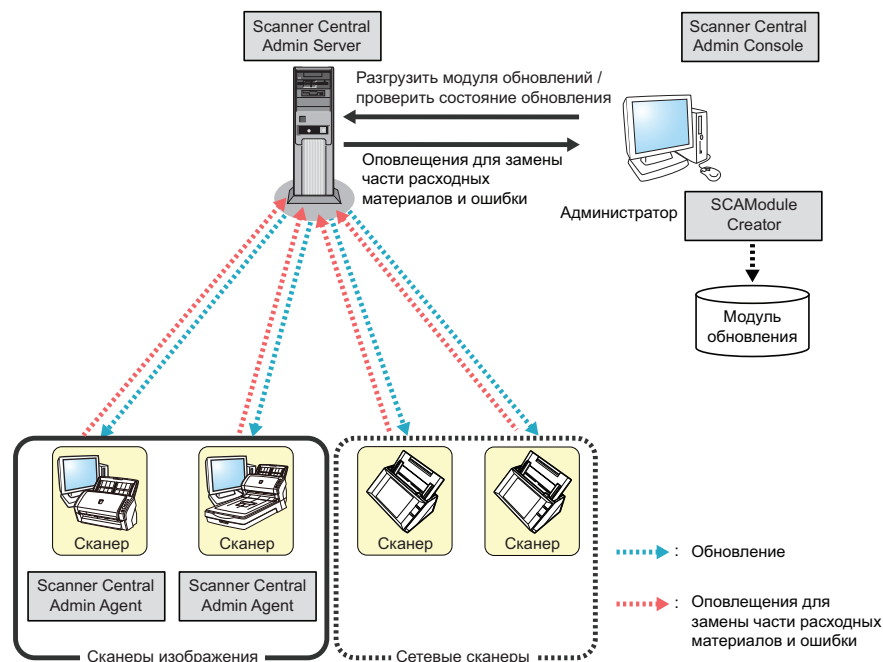 Scanner Central
Admin Server
Scanner Central
Admin Console
Разгрузить модуля обновлений /
проверить состояние обновления
Оповлещения для замены
части расходных
материалов и ошибки
Администратор
SCAModule
Creator
Модуль
обновления
Сканер
Сканер
Сканер
Сканер
Scanner Central
Admin Agent
Scanner Central
Admin Agent
Сканеры изображения
Сетевые сканеры
: Обновление
: Оповлещения для
замены части расходных
материалов и ошибки